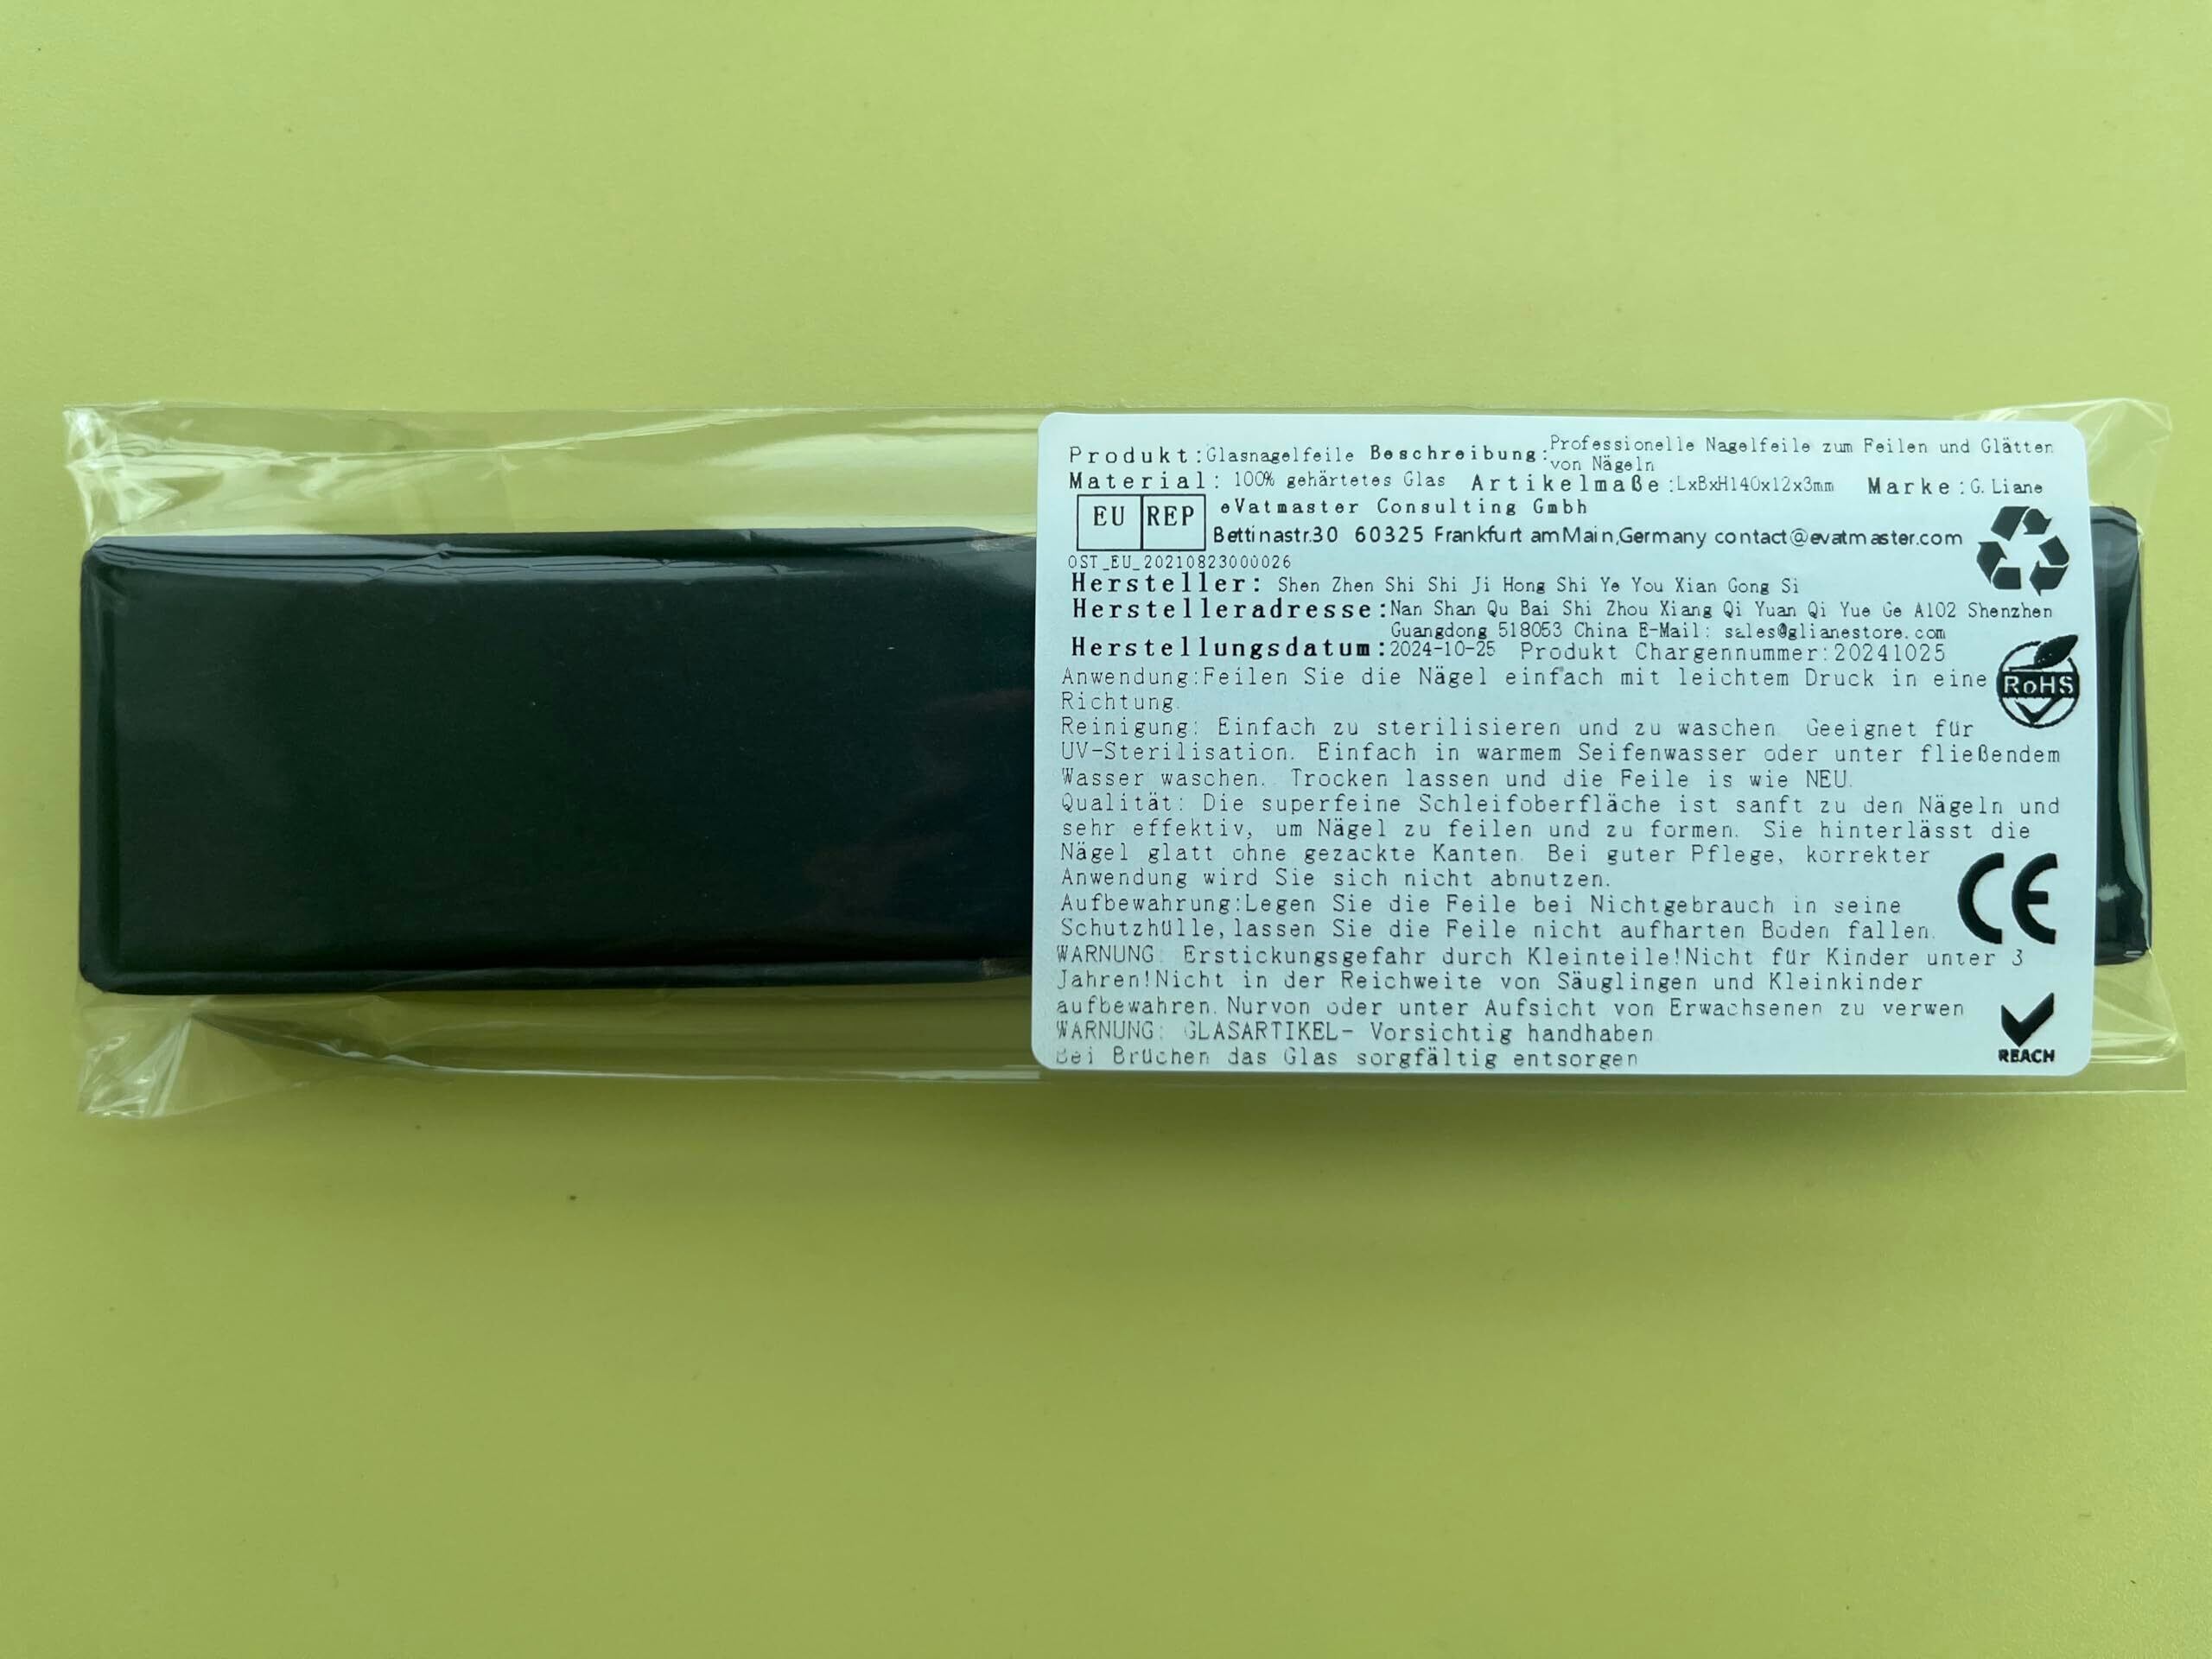 Produkt:Glasnagelfeile Beschreibung:Professionelle Nagelfeile zum Feilen und Glätten
von Nägeln
Material: 100% gehärtetes Glas Artikelmaße:LxBxH140x12x3mm Marke:G. Liane
EU REP eVatmaster Consulting Gmbh
Bettinastr.30 60325 Frankfurt amMain,Germany contact@evatmaster.com
OST_EU_20210823000026
Hersteller: Shen Zhen Shi Shi Ji Hong Shi Ye You Xian Gong Si
Herstelleradresse:Nan Shan Qu Bai Shi Zhou Xiang Qi Yuan Qi Yue Ge A102 Shenzhen
Guangdong 518053 China E-Mail: sales@glianestore.com
Herstellungsdatum:2024-10-25 Produkt Chargennummer:20241025
Anwendung:Feilen Sie die Nägel einfach mit leichtem Druck in eine
Richtung.
RoHS
Reinigung: Einfach zu sterilisieren und zu waschen. Geeignet für
UV-Sterilisation. Einfach in warmem Seifenwasser oder unter fließendem
Wasser waschen. Trocken lassen und die Feile is wie NEU.
Qualität: Die superfeine Schleifoberfläche ist sanft zu den Nägeln und
sehr effektiv, um Nägel zu feilen und zu formen. Sie hinterlässt die
Nägel glatt ohne gezackte Kanten. Bei guter Pflege, korrekter
Anwendung wird Sie sich nicht abnutzen.
Aufbewahrung:Legen Sie die Feile bei Nichtgebrauch in seine
Schutzhülle,lassen Sie die Feile nicht aufharten Boden fallen.
CE
WARNUNG: Erstickungsgefahr durch Kleinteile!Nicht für Kinder unter 3
Jahren!Nicht in der Reichweite von Säuglingen und Kleinkinder
aufbewahren.Nurvon oder unter Aufsicht von Erwachsenen zu verwen
WARNUNG: GLASARTIKEL- Vorsichtig handhaben
Bei Brüchen das Glas sorgfältig entsorgen
REACH